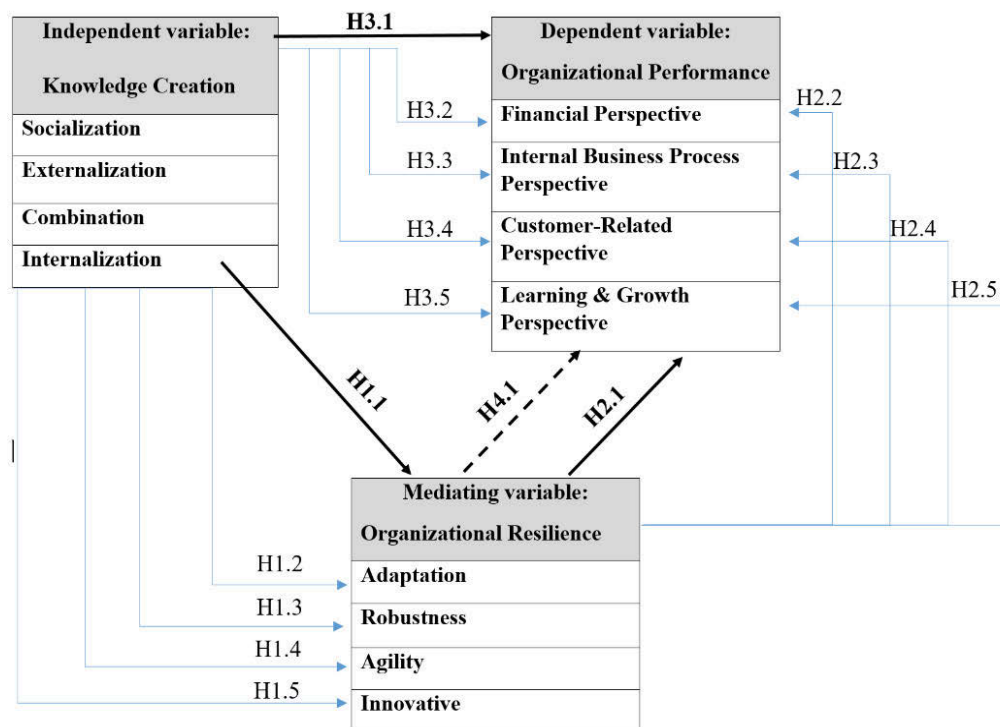 Independent variable:
Knowledge Creation
Socialization
Externalization
Combination
Internalization
H3.1
Dependent variable:
Organizational Performance
Financial Perspective
Internal Business Process
Perspective
Customer-Related
Perspective
Learning & Growth
Perspective
H3.2
H3.3
H3.4
H3.5
H2.2
H2.3
H2.4
H2.5
H1.1
H4.1
H2.1
Mediating variable:
Organizational Resilience
Adaptation
Robustness
Agility
Innovative
H1.2
H1.3
H1.4
H1.5